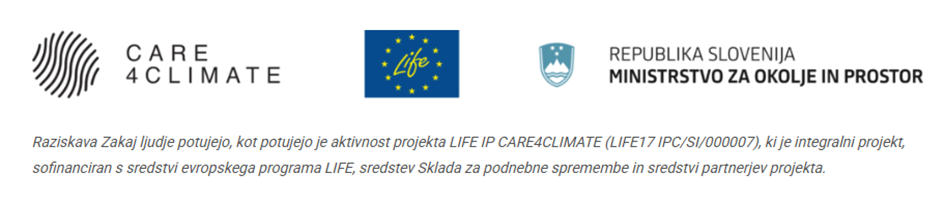 CARE
4CLIMATE
Life
REPUBLIKA SLOVENIJA
MINISTRSTVO ZA OKOLJE IN PROSTOR
Raziskava Zakaj ljudje potujejo, kot potujejo je aktivnost projekta LIFE IP CARE4CLIMATE (LIFE17 IPC/SI/000007), ki je integralni projekt,
sofinanciran s sredstvi evropskega programa LIFE, sredstev Sklada za podnebne spremembe in sredstvi partnerjev projekta.